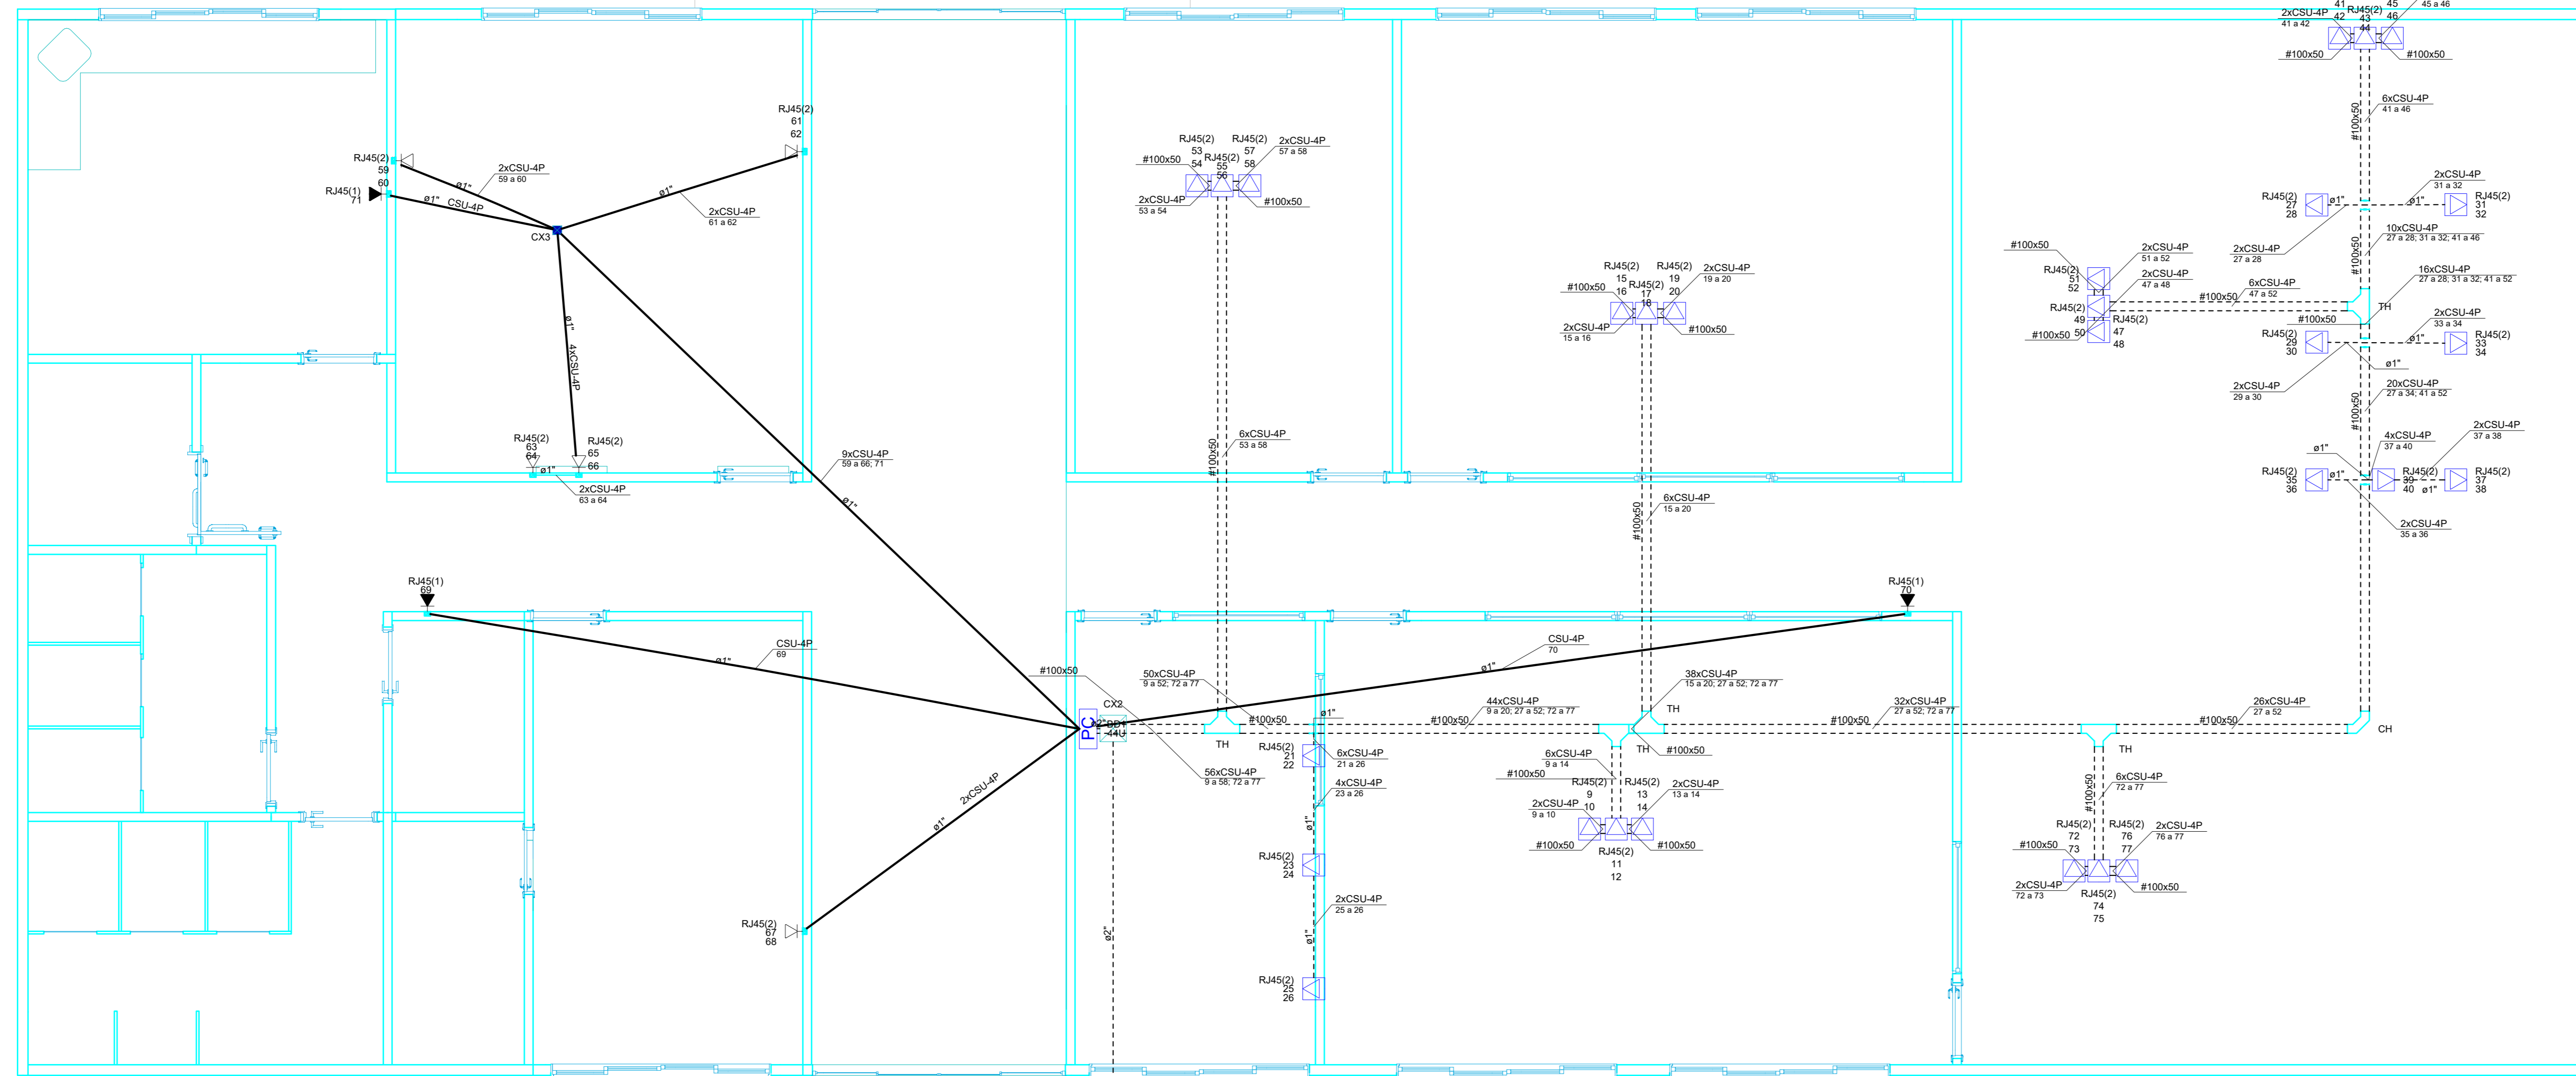 41
42
RJ45(2)
43
44
45
46
45 a 46
2xCSU-4P
41 a 42
#100x50
#100x50
6xCSU-4P
41 a 46
#100x50
RJ45(2)
61
62
RJ45(2)
59
60
2xCSU-4P
59 a 60
ø1"
RJ45(1)
71
ø1"
CSU-4P
ø1"
2xCSU-4P
61 a 62
CX3
ø1"
4xCSU-4P
RJ45(2)
63
64
RJ45(2)
65
66
ø1"
2xCSU-4P
63 a 64
9xCSU-4P
59 a 66; 71
ø1"
RJ45(2)
53
54
RJ45(2)
55
56
RJ45(2)
57
58
2xCSU-4P
57 a 58
#100x50
2xCSU-4P
53 a 54
#100x50
#100x50
6xCSU-4P
53 a 58
RJ45(2)
15
16
RJ45(2)
17
18
RJ45(2)
19
20
2xCSU-4P
19 a 20
#100x50
2xCSU-4P
15 a 16
#100x50
#100x50
6xCSU-4P
15 a 20
RJ45(2)
27
28
ø1"
ø1"
2xCSU-4P
31 a 32
RJ45(2)
31
32
2xCSU-4P
27 a 28
#100x50
10xCSU-4P
27 a 28; 31 a 32; 41 a 46
#100x50
RJ45(2)
51
52
2xCSU-4P
51 a 52
2xCSU-4P
47 a 48
RJ45(2)
49
50
RJ45(2)
47
48
#100x50
#100x50
6xCSU-4P
47 a 52
16xCSU-4P
27 a 28; 31 a 32; 41 a 52
TH
#100x50
RJ45(2)
29
30
2xCSU-4P
33 a 34
ø1"
RJ45(2)
33
34
ø1"
2xCSU-4P
29 a 30
#100x50
20xCSU-4P
27 a 34; 41 a 52
4xCSU-4P
37 a 40
2xCSU-4P
37 a 38
ø1"
RJ45(2)
35
36
ø1"
RJ45(2)
39
40
ø1"
RJ45(2)
37
38
2xCSU-4P
35 a 36
RJ45(1)
69
CSU-4P
69
ø1"
RJ45(1)
70
CSU-4P
70
ø1"
#100x50
50xCSU-4P
9 a 52; 72 a 77
CX2
PC
2"
BD1
44U
TH
#100x50
56xCSU-4P
9 a 58; 72 a 77
ø1"
#100x50
44xCSU-4P
9 a 20; 27 a 52; 72 a 77
38xCSU-4P
15 a 20; 27 a 52; 72 a 77
TH
TH
#100x50
#100x50
32xCSU-4P
27 a 52; 72 a 77
TH
#100x50
26xCSU-4P
27 a 52
CH
RJ45(2)
21
22
6xCSU-4P
21 a 26
4xCSU-4P
23 a 26
ø1"
RJ45(2)
23
24
2xCSU-4P
25 a 26
ø1"
RJ45(2)
25
26
6xCSU-4P
9 a 14
#100x50
RJ45(2)
9
10
RJ45(2)
13
14
2xCSU-4P
13 a 14
2xCSU-4P
9 a 10
#100x50
#100x50
RJ45(2)
11
12
#100x50
6xCSU-4P
72 a 77
RJ45(2)
72
73
RJ45(2)
76
77
2xCSU-4P
76 a 77
#100x50
2xCSU-4P
72 a 73
#100x50
RJ45(2)
74
75
2xCSU-4P
ø1"
RJ45(2)
67
68
ø2"